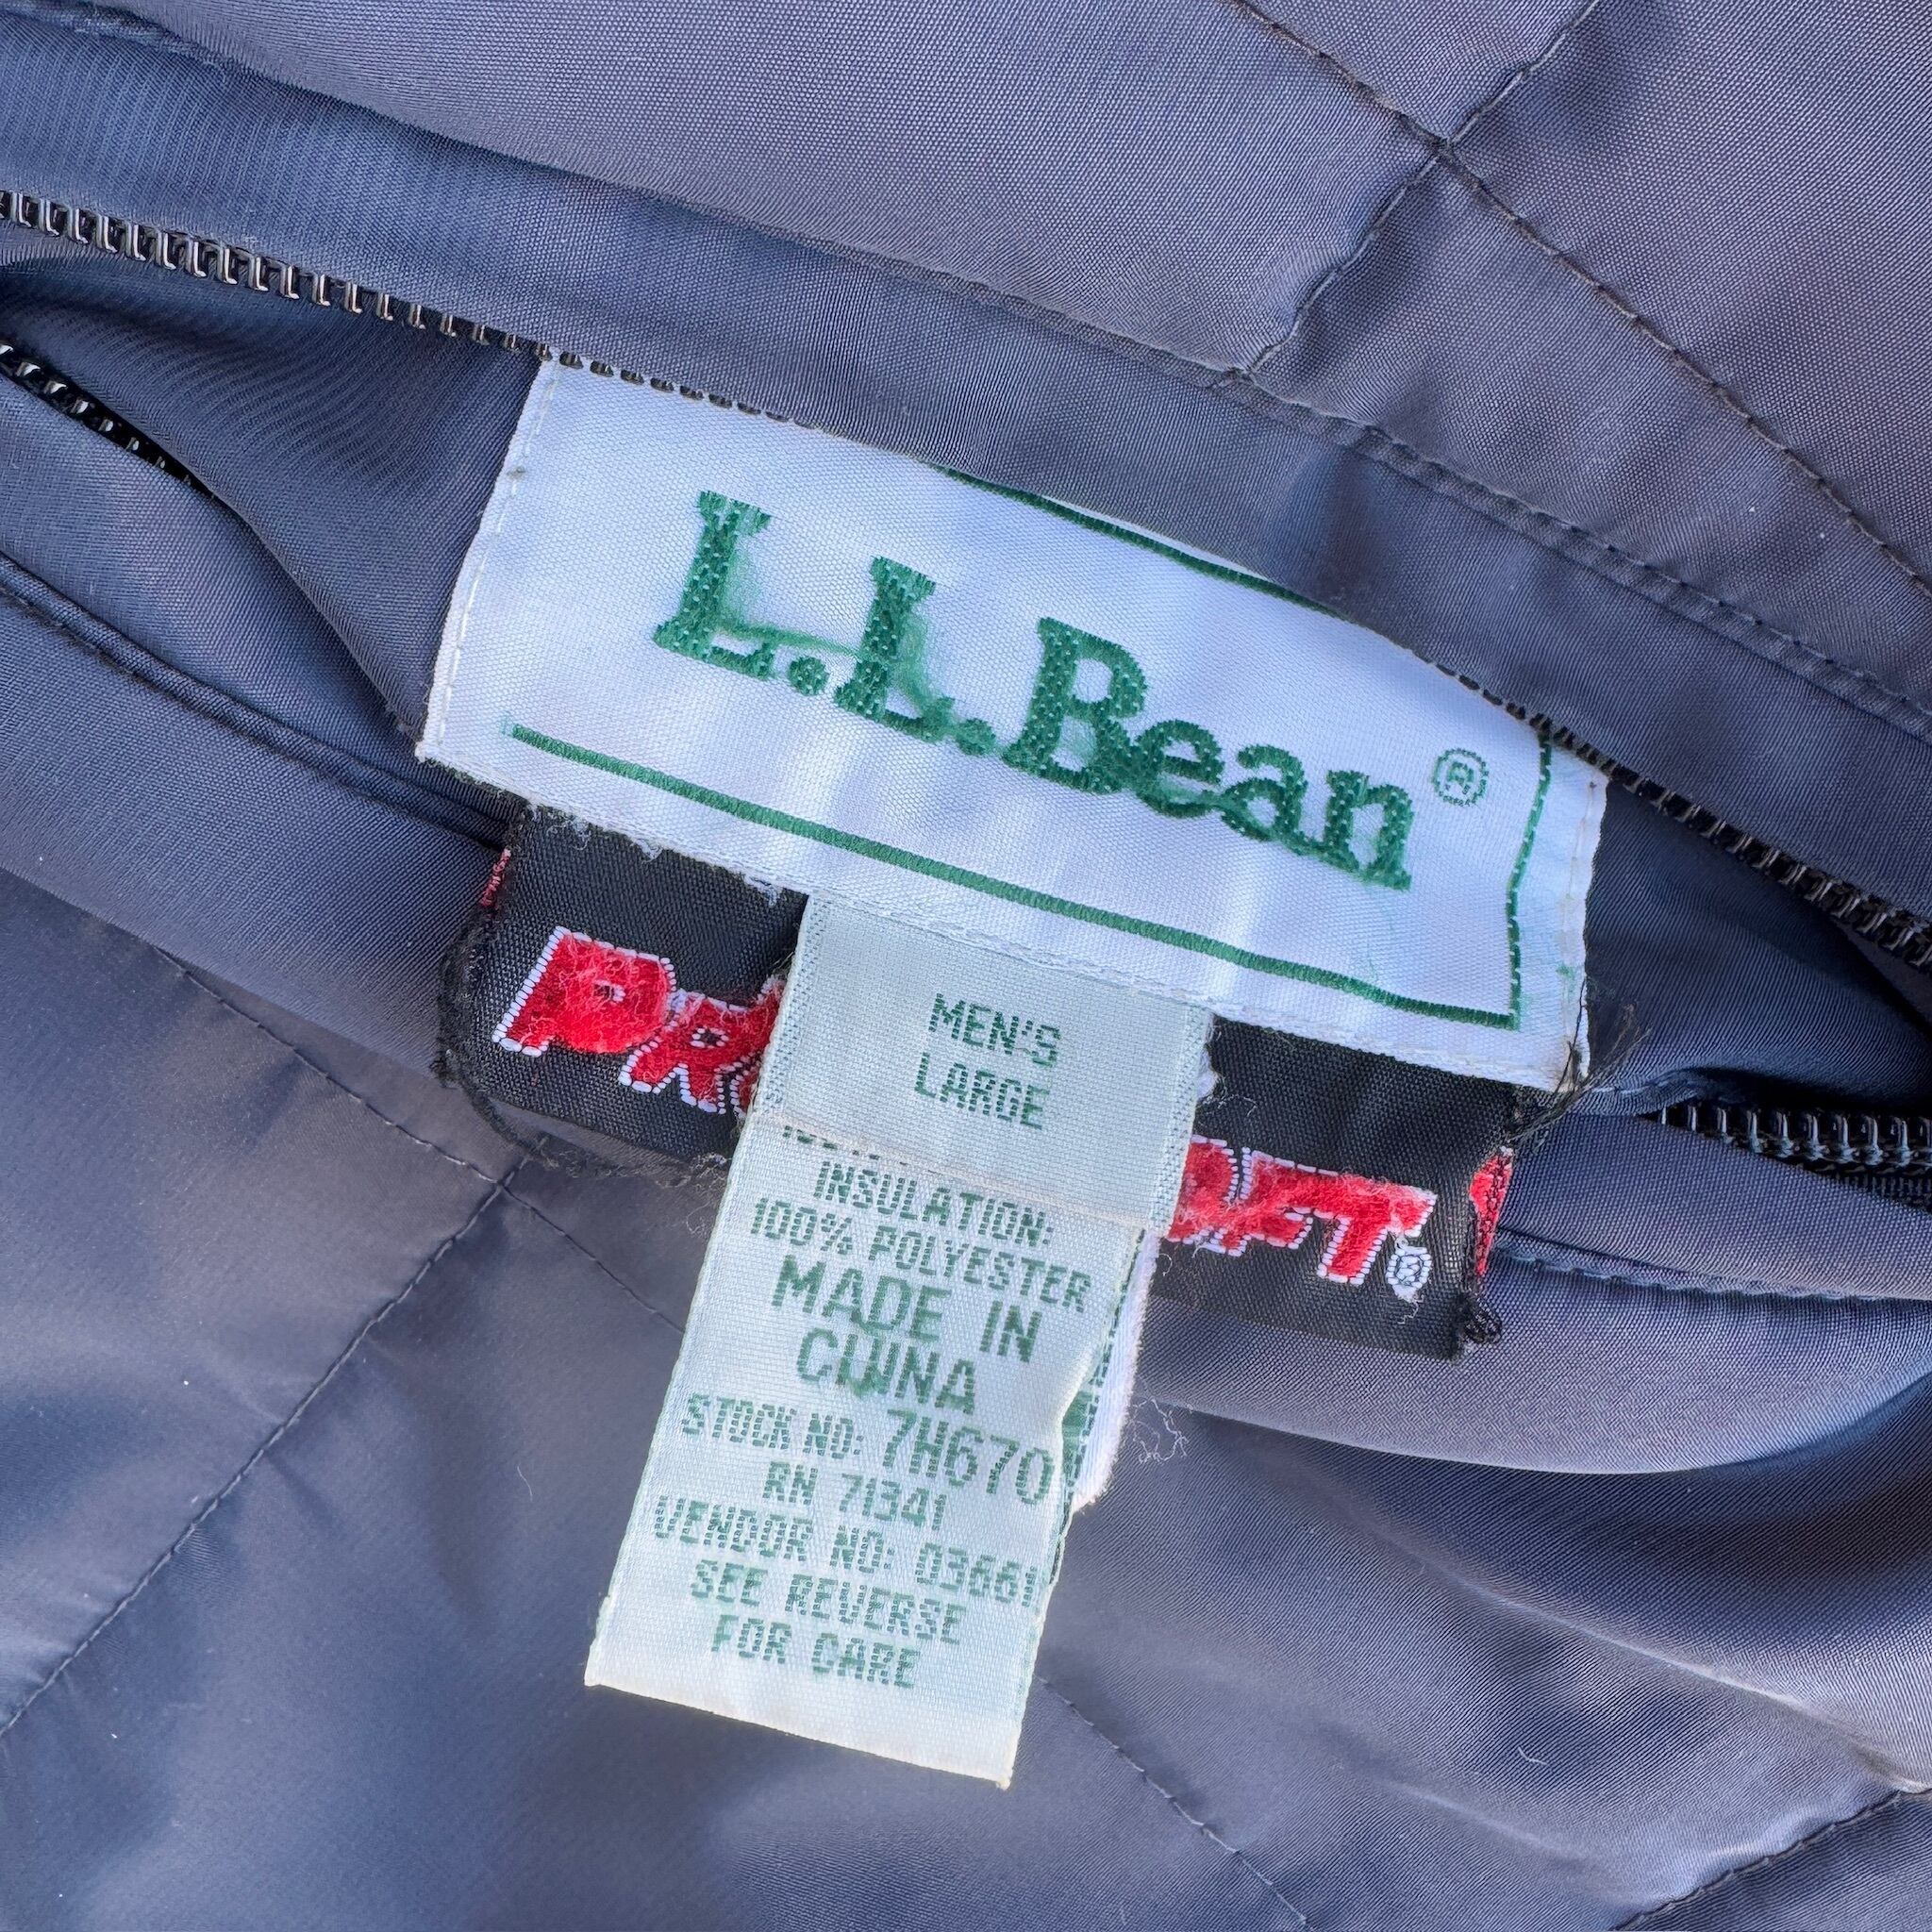 L.L.Bean®
MEN'S
LARGE
INSULATION:
100% POLYESTER
MADE IN
CHINA
STOCK NO: 7H670
RN 71341
VENDOR NO:
SEE REVERSE
FOR CARE